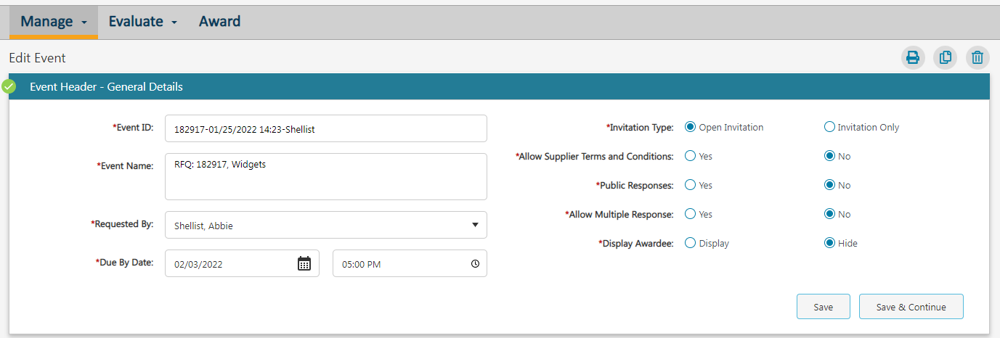 Manage Evaluate Award
Edit Event
Event Header - General Details
*Event ID: 182917-01/25/2022 14:23-Shellist
*Event Name: RFQ: 182917, Widgets
*Requested By: Shellist, Abbie
*Due By Date: 02/03/2022 05:00 PM
*Invitation Type: Open Invitation Invitation Only
*Allow Supplier Terms and Conditions: Yes No
*Public Responses: Yes No
*Allow Multiple Response: Yes No
*Display Awardee: Display Hide
Save Save & Continue